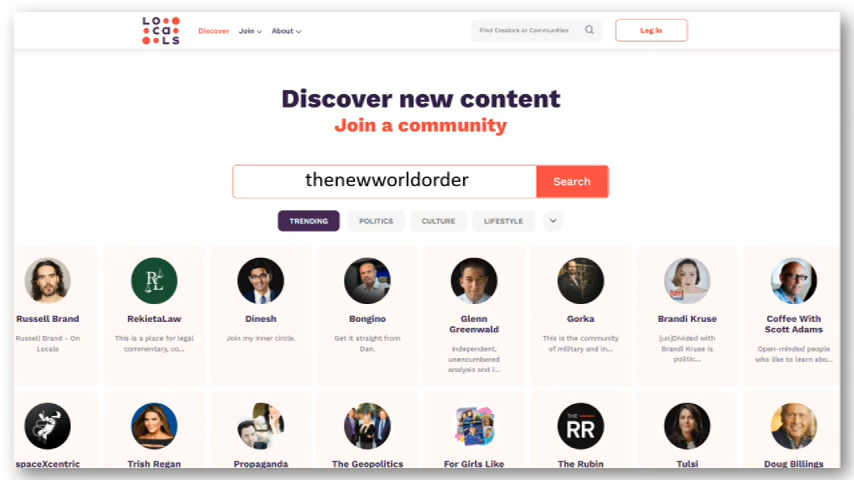 LO
ca
LS
Discover Join About Find Creators or Communities Log in
Discover new content
Join a community
thenewworldorder Search
TRENDING POLITICS CULTURE LIFESTYLE
Russell Brand
Russell Brand - On
Locals
RL
RekietaLaw
This is a place for legal
commentary, co...
Dinesh
Join my inner circle.
Bongino
Get it straight from
Dan.
Glenn
Greenwald
Independent,
unencumbered
analysis and i...
Gorka
This is the community
of military and in...
Brandi Kruse
[un]Divided with
Brandi Kruse is
politic...
Coffee With
Scott Adams
Open-minded people
who like to learn abo...
spaceXcentric
Trish Regan
Propaganda
The Geopolitics
For Girls Like
THE
RR
The Rubin
Tulsi
Doug Billings